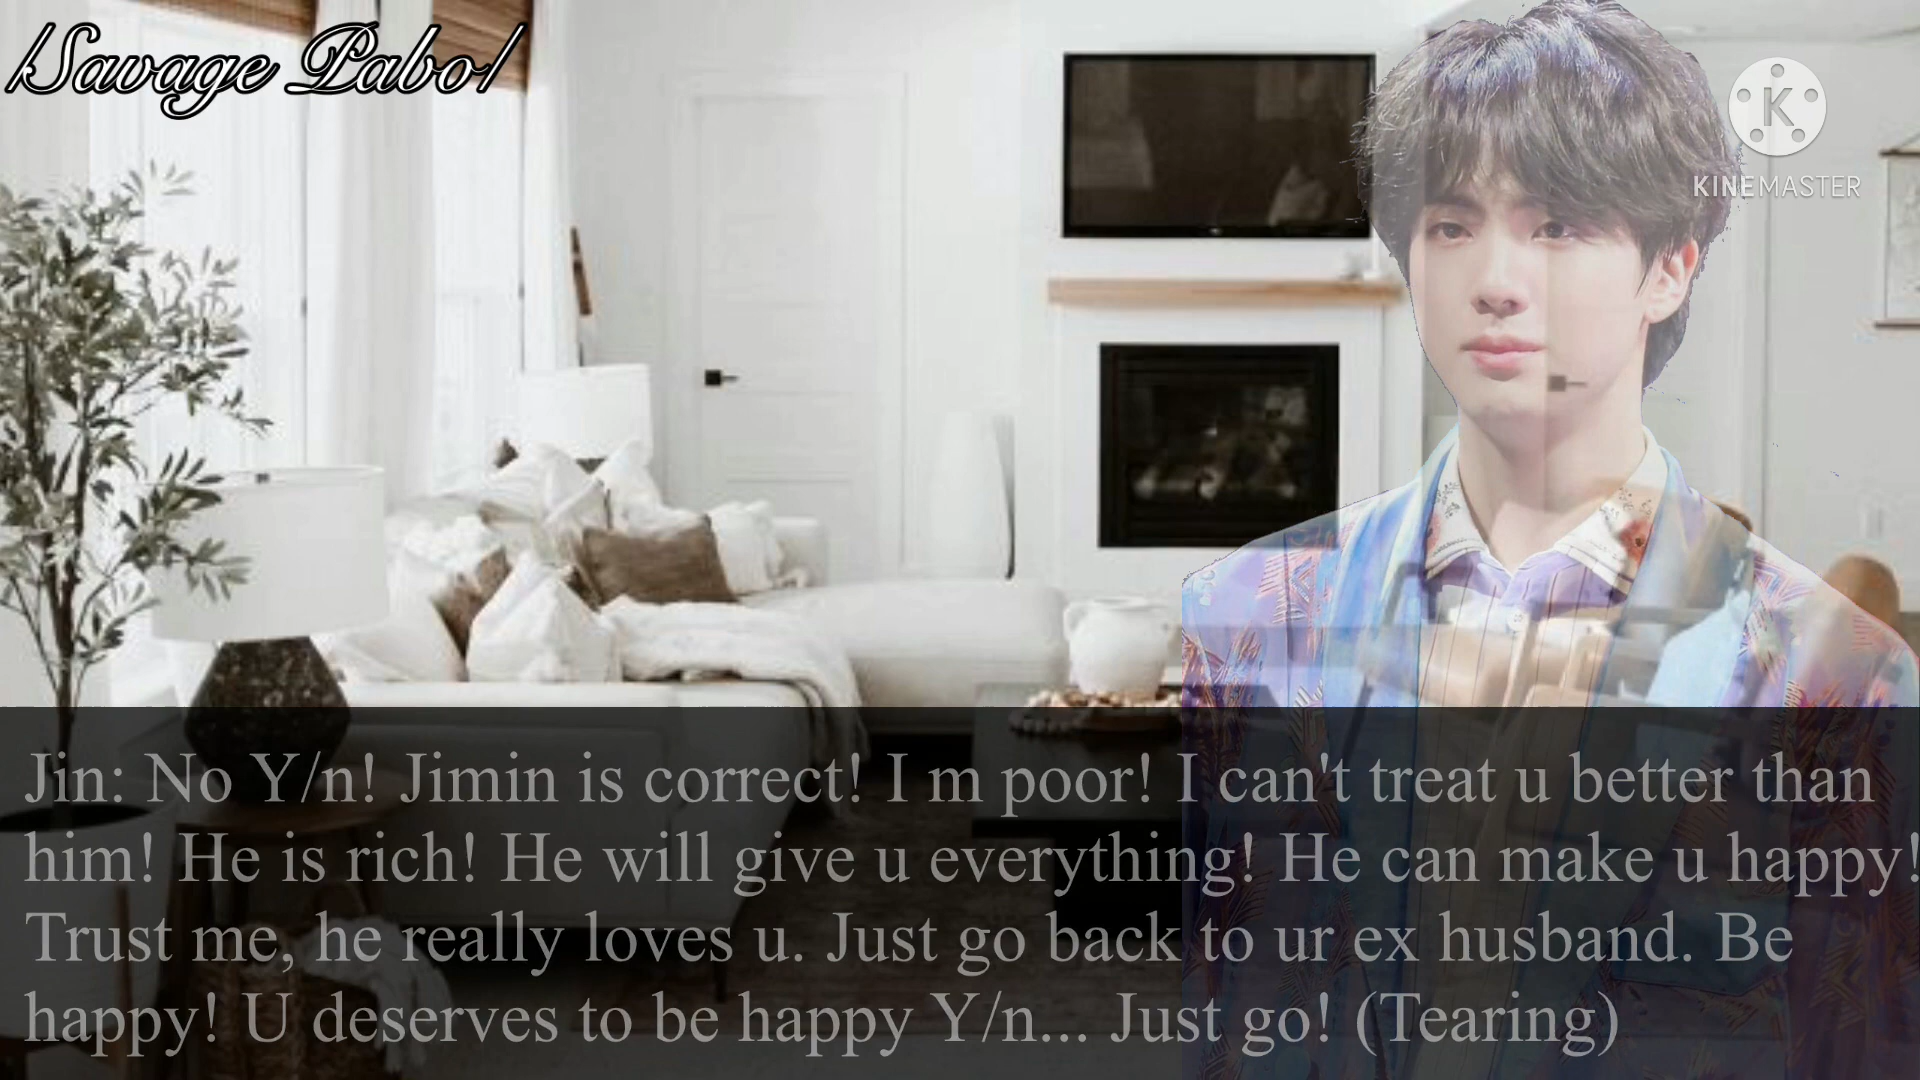 /Savage Pabo/
K
KINEMASTER
Jin: No Y/n! Jimin is correct! I m poor! I can't treat u better than
him! He is rich! He will give u everything! He can make u happy!
Trust me, he really loves u. Just go back to ur ex husband. Be
happy! U deserves to be happy Y/n... Just go! (Tearing)